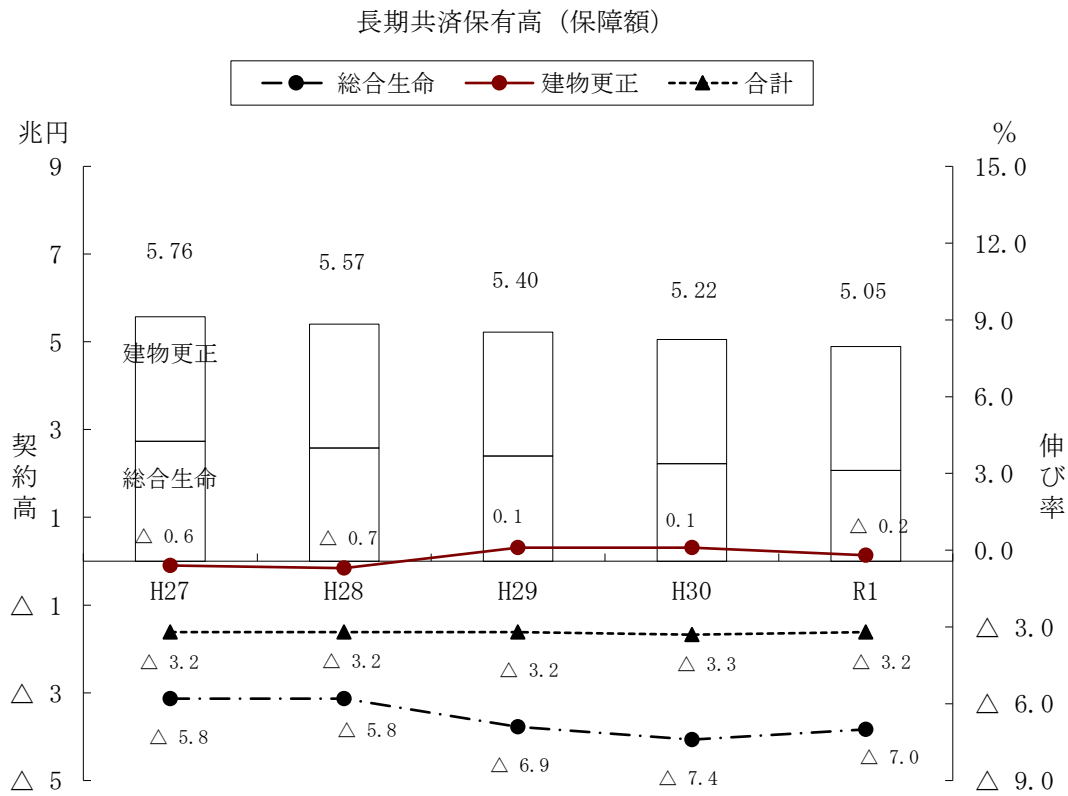 長期共済保有高（保障額）
総合生命 建物更正 合計
兆円 %
9 15.0
12.0
5.76 5.57 5.40 5.22 5.05
7
9.0
5
建物更正
6.0
3
契約高
伸び率
3.0
総合生命
1
△ 0.6 △ 0.7 0.1 0.1 △ 0.2
0.0
H27 H28 H29 H30 R1
△ 1
△ 3.0
△ 3.2 △ 3.2 △ 3.2 △ 3.3 △ 3.2
△ 3 △ 6.0
△ 5.8 △ 5.8 △ 6.9 △ 7.4 △ 7.0
△ 5 △ 9.0